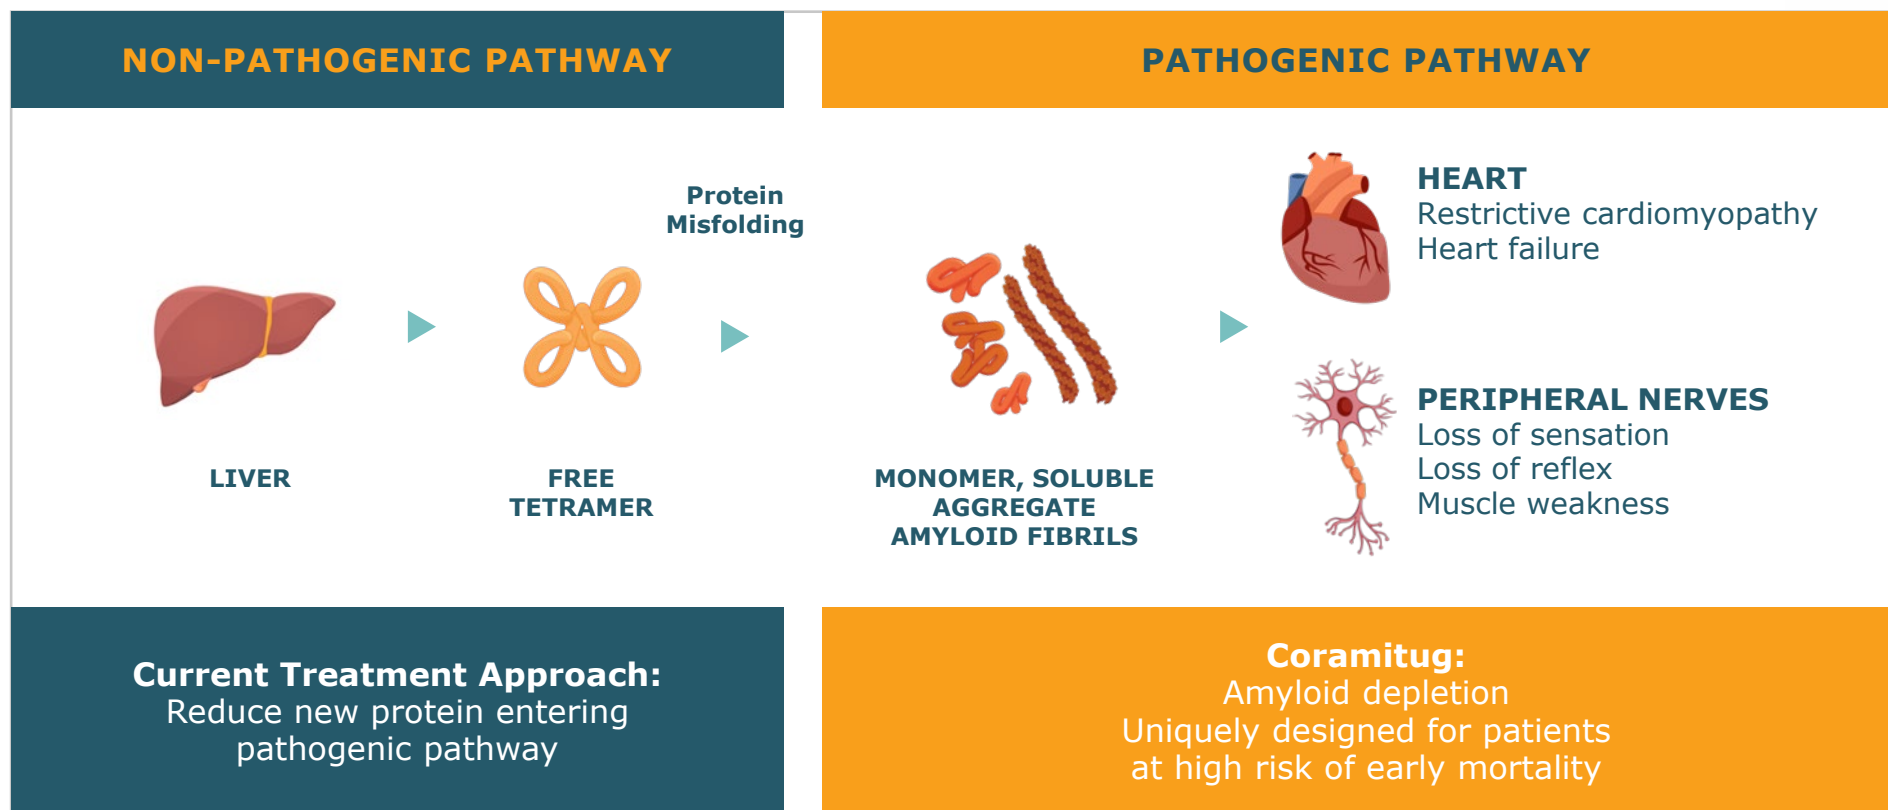 NON-PATHOGENIC PATHWAY
PATHOGENIC PATHWAY
Protein
Misfolding
LIVER
FREE
TETRAMER
MONOMER, SOLUBLE
AGGREGATE
AMYLOID FIBRILS
HEART
Restrictive cardiomyopathy
Heart failure
PERIPHERAL NERVES
Loss of sensation
Loss of reflex
Muscle weakness
Current Treatment Approach:
Reduce new protein entering
pathogenic pathway
Coramitug:
Amyloid depletion
Uniquely designed for patients
at high risk of early mortality